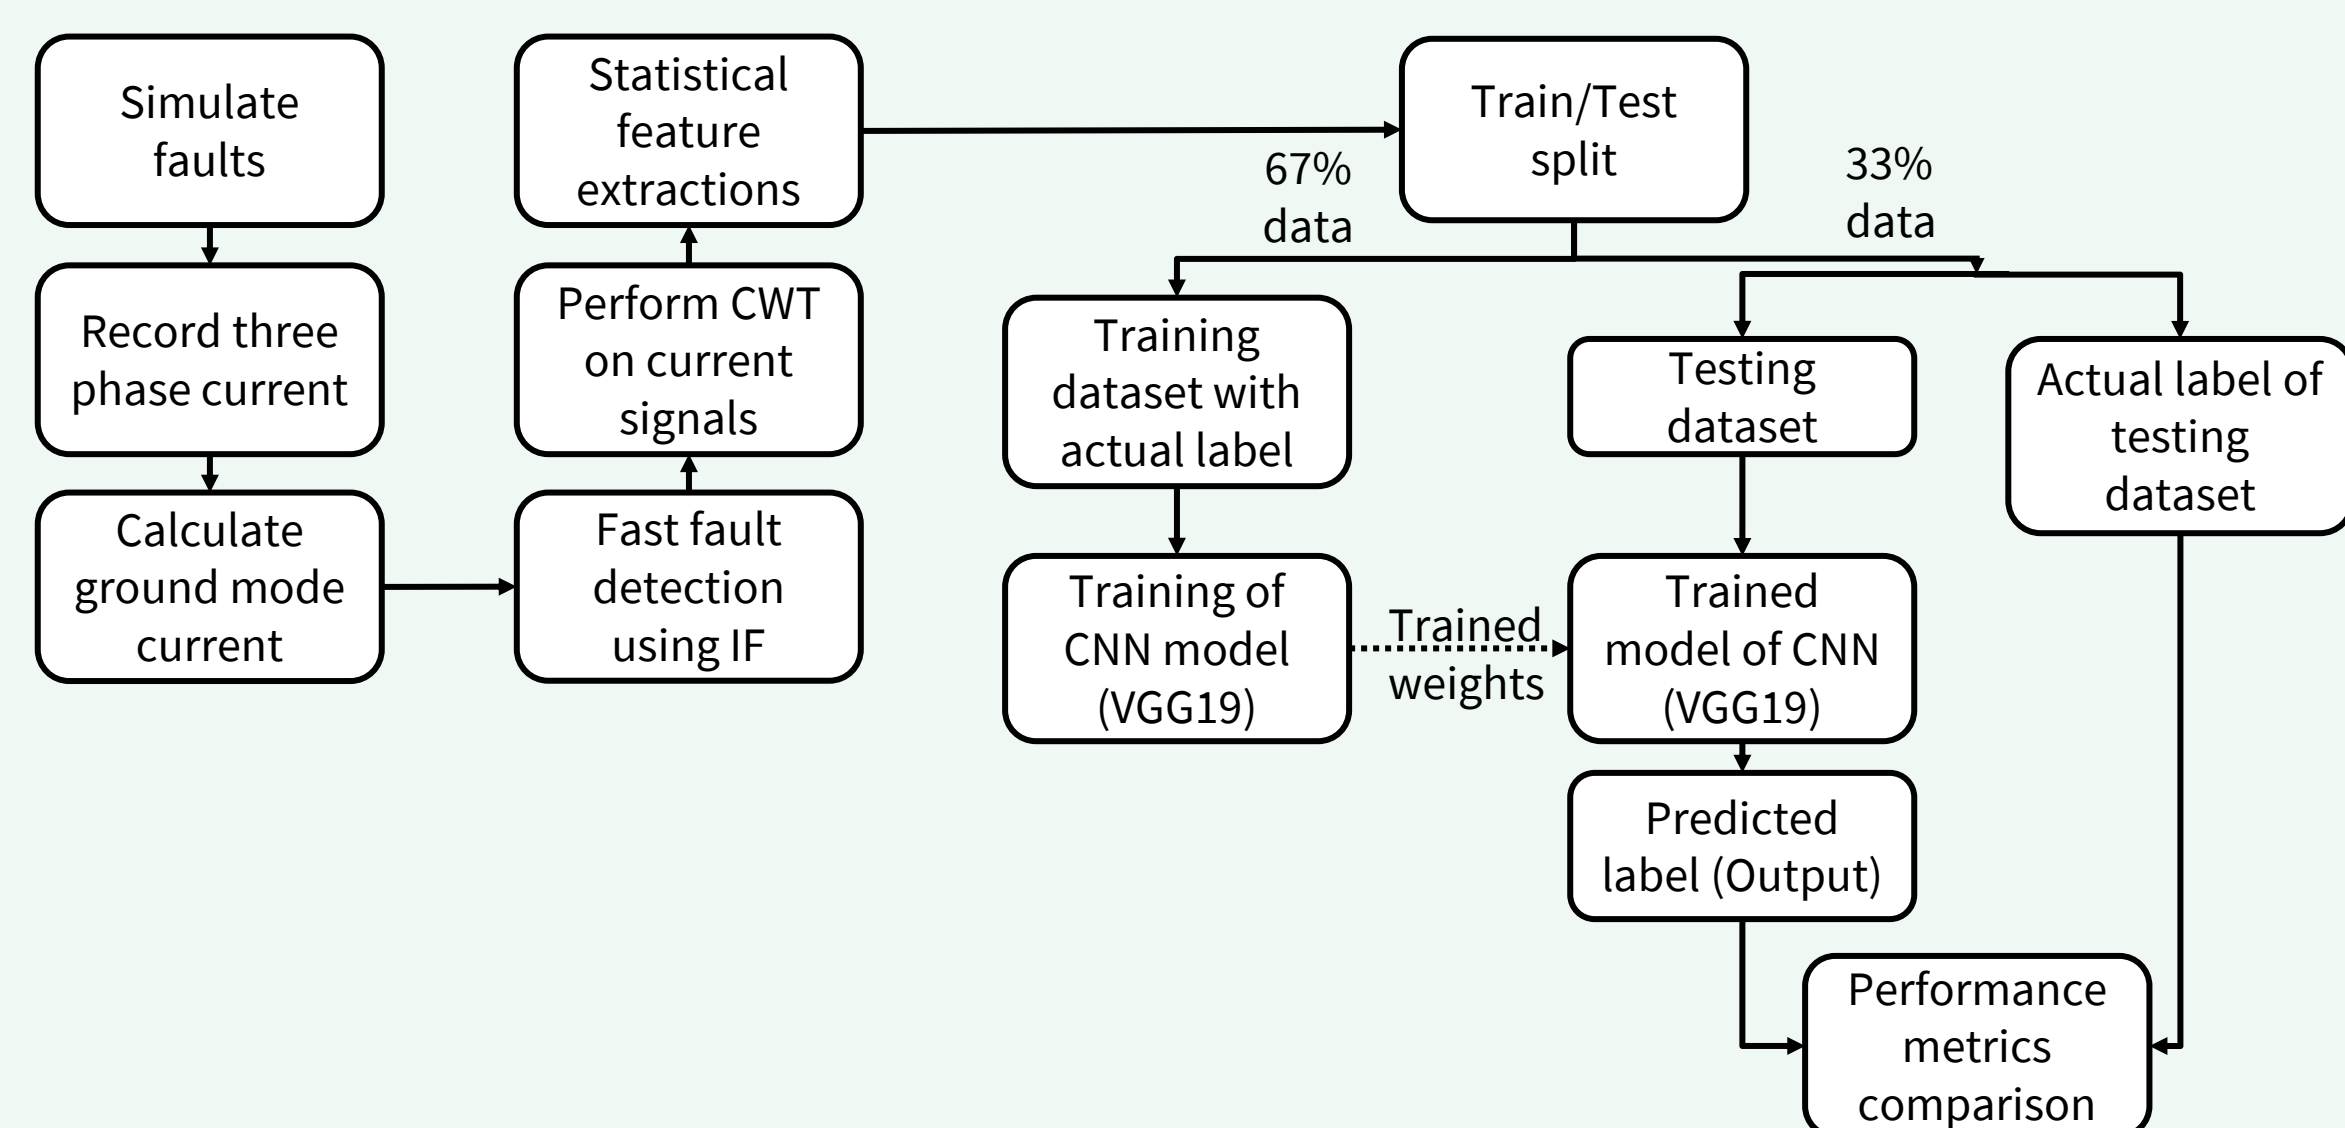 Simulate
faults
Record three
phase current
Calculate
ground mode
current
Fast fault
detection
using IF
Perform CWT
on current
signals
Statistical
feature
extractions
Train/Test
split
67%
data
33%
data
Training
dataset with
actual label
Training of
CNN model
(VGG19)
Trained
weights
Testing
dataset
Trained
model of CNN
(VGG19)
Predicted
label (Output)
Actual label of
testing
dataset
Performance
metrics
comparison